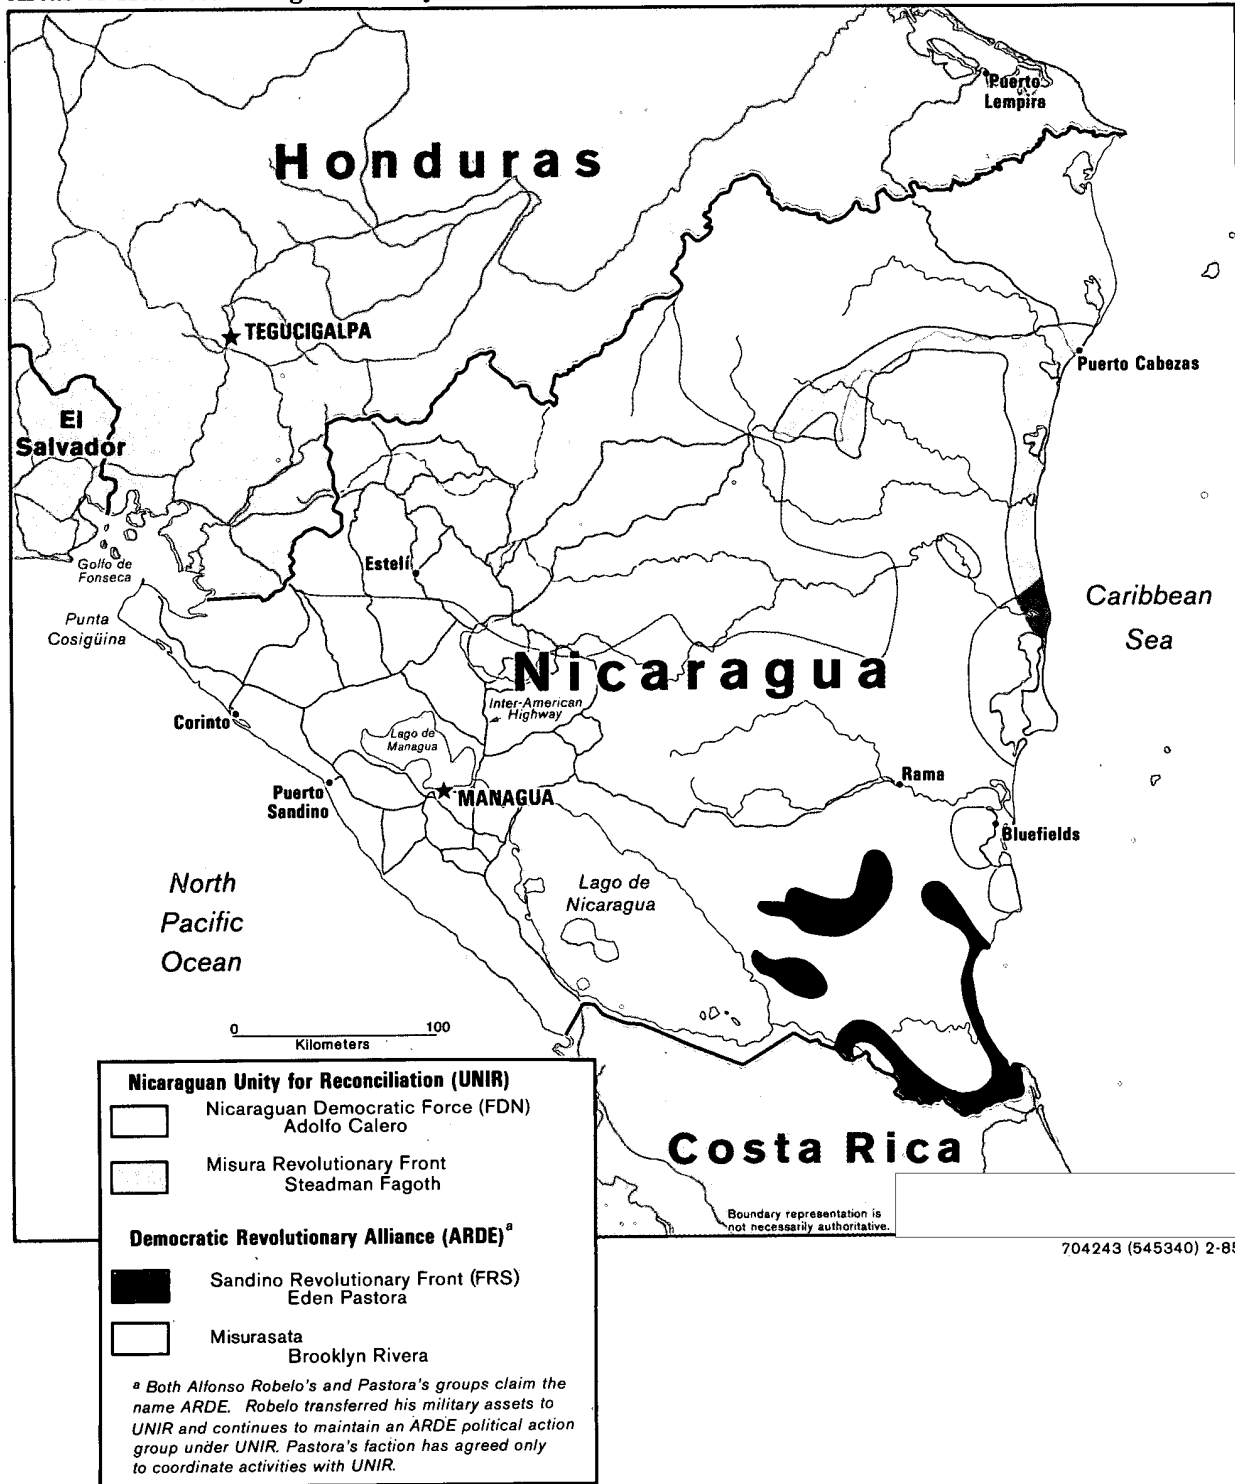 Puerto
Lempira
Honduras
TEGUCIGALPA
Puerto Cabezas
El
Salvador
Estelí
Golfo de
Fonseca
Caribbean
Sea
Punta
Cosigüina
Nicaragua
Inter-American
Highway
Corinto
Lago de
Managua
Rama
Puerto
Sandino
MANAGUA
Bluefields
North
Pacific
Ocean
Lago de
Nicaragua
0 100
Kilometers
Costa Rica
Boundary representation is
not necessarily authoritative.
704243 (545340) 2-85
Nicaraguan Unity for Reconciliation (UNIR)
Nicaraguan Democratic Force (FDN)
Adolfo Calero
Misura Revolutionary Front
Steadman Fagoth
Democratic Revolutionary Alliance (ARDE)a
Sandino Revolutionary Front (FRS)
Eden Pastora
Misurasata
Brooklyn Rivera
a Both Alfonso Robelo's and Pastora's groups claim the
name ARDE. Robelo transferred his military assets to
UNIR and continues to maintain an ARDE political action
group under UNIR. Pastora's faction has agreed only
to coordinate activities with UNIR.